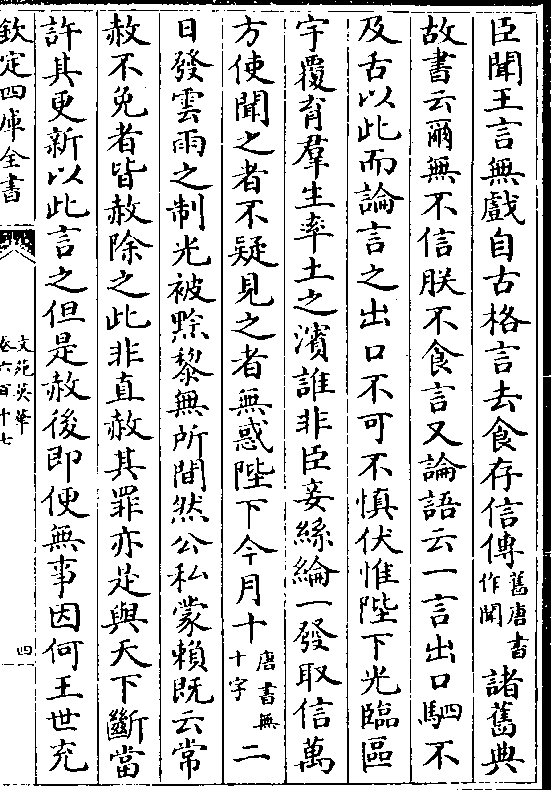 臣聞王言無戲自古格言去食存信傳舊唐書作聞諸舊典
故書云爾無不信朕不食言又論語云一言出口駟不
及舌以此而論言之出口不可不慎伏惟陛下光臨區
宇覆育羣生率土之濱誰非臣妾絲綸一發取信萬
方使聞之者不疑見之者無惑陛下今月十唐書無十字二
日發雲雨之制光被黔黎無所間然公私蒙賴既云常
赦不免者皆赦除之此非直赦其罪亦是與天下斷當
許其更新以此言之但是赦後即便無事因何王世充
欽定四庫全書
文苑英華
卷六百十七
四